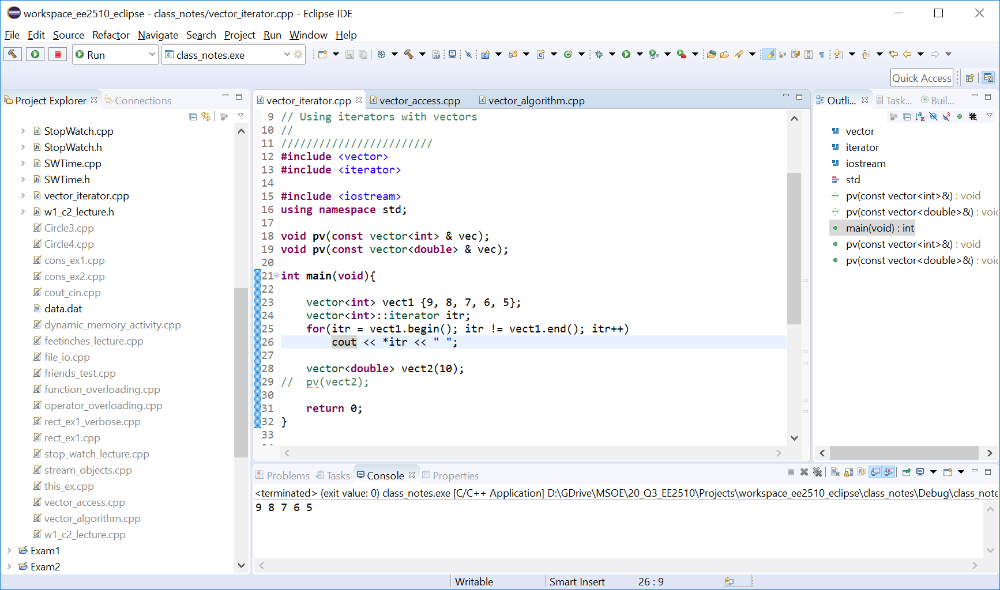 workspace_ee2510_eclipse - class_notes/vector_iterator.cpp - Eclipse IDE
File Edit Source Refactor Navigate Search Project Run Window Help
Run class_notes.exe
Quick Access
Project Explorer Connections
StopWatch.cpp
StopWatch.h
SWTime.cpp
SWTime.h
vector_iterator.cpp
w1_c2_lecture.h
Circle3.cpp
Circle4.cpp
cons_ex1.cpp
cons_ex2.cpp
cout_cin.cpp
data.dat
dynamic_memory_activity.cpp
feetinches_lecture.cpp
file_io.cpp
friends_test.cpp
function_overloading.cpp
operator_overloading.cpp
rect_ex1_verbose.cpp
rect_ex1.cpp
stop_watch_lecture.cpp
stream_objects.cpp
this_ex.cpp
vector_access.cpp
vector_algorithm.cpp
w1_c2_lecture.cpp
Exam1
Exam2
vector_iterator.cpp vector_access.cpp vector_algorithm.cpp
9 // Using iterators with vectors
10 //
11 ////////////////////////
12 #include <vector>
13 #include <iterator>
14
15 #include <iostream>
16 using namespace std;
17
18 void pv(const vector<int> & vec);
19 void pv(const vector<double> & vec);
20
21 int main(void){
22
23     vector<int> vect1 {9, 8, 7, 6, 5};
24     vector<int>::iterator itr;
25     for(itr = vect1.begin(); itr != vect1.end(); itr++)
26         cout << *itr << " ";
27
28     vector<double> vect2(10);
29 //  pv(vect2);
30
31     return 0;
32 }
33
Outli... Task... Buil...
vector
iterator
iostream
std
pv(const vector<int>&) : void
pv(const vector<double>&) : voi
main(void) : int
pv(const vector<int>&) : void
pv(const vector<double>&) : voi
Problems Tasks Console Properties
<terminated> (exit value: 0) class_notes.exe [C/C++ Application] D:\GDrive\MSOE\20_Q3_EE2510\Projects\workspace_ee2510_eclipse\class_notes\Debug\class_note
9 8 7 6 5
Writable Smart Insert 26 : 9